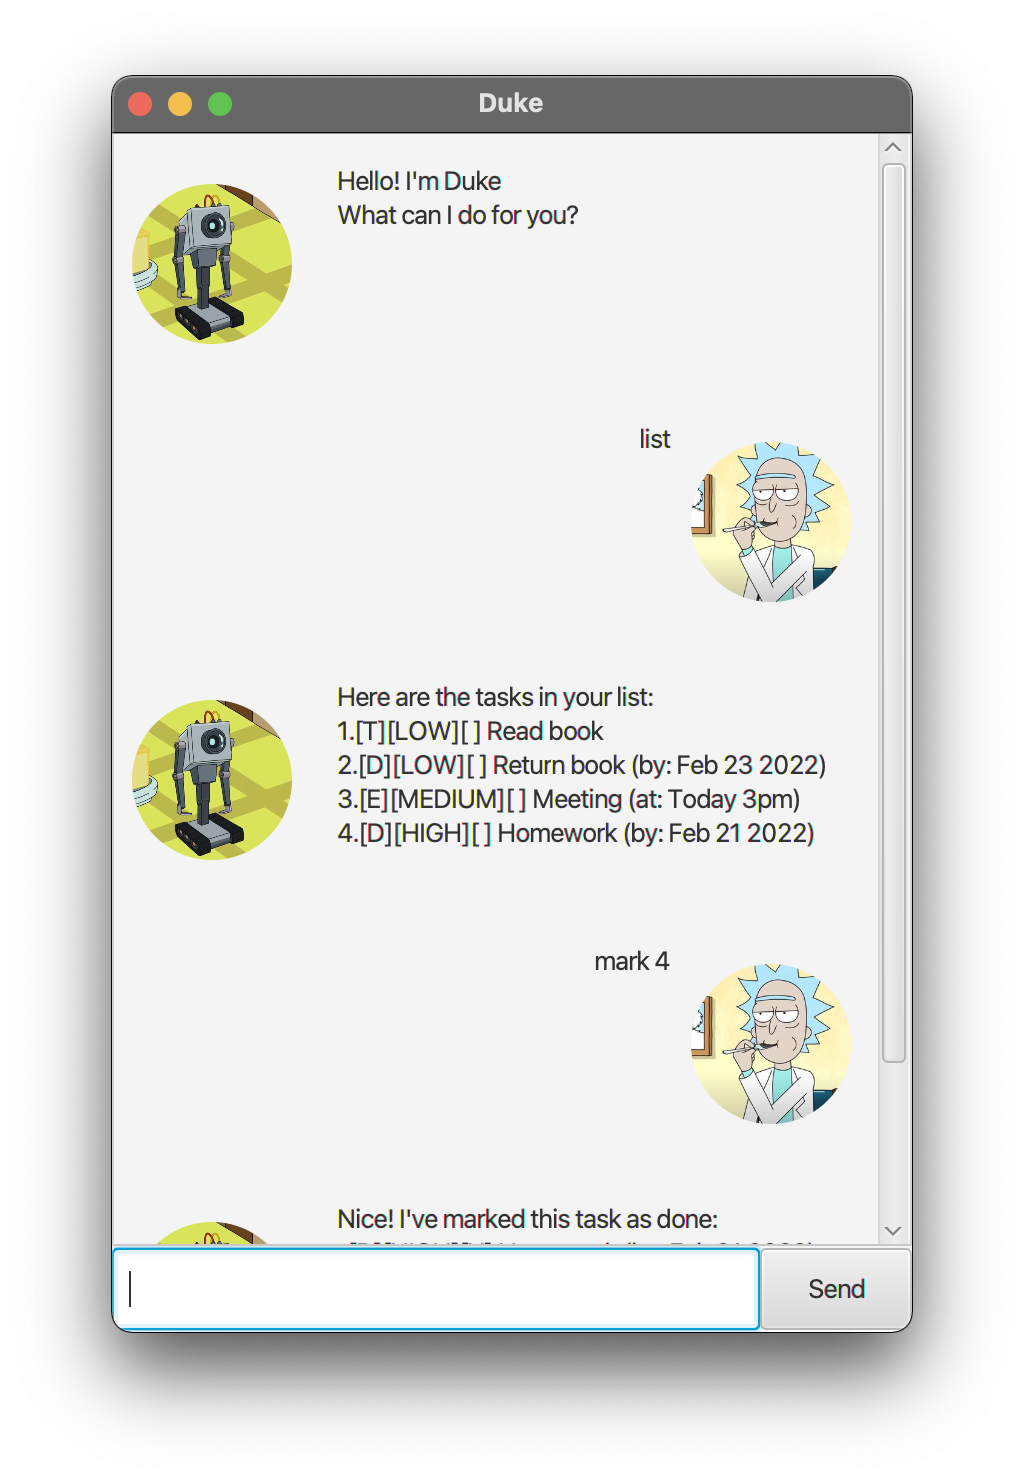 Duke
Hello! I'm Duke
What can I do for you?
list
Here are the tasks in your list:
1.[T][LOW][ ] Read book
2.[D][LOW][ ] Return book (by: Feb 23 2022)
3.[E][MEDIUM][ ] Meeting (at: Today 3pm)
4.[D][HIGH][ ] Homework (by: Feb 21 2022)
mark 4
Nice! I've marked this task as done:
Send